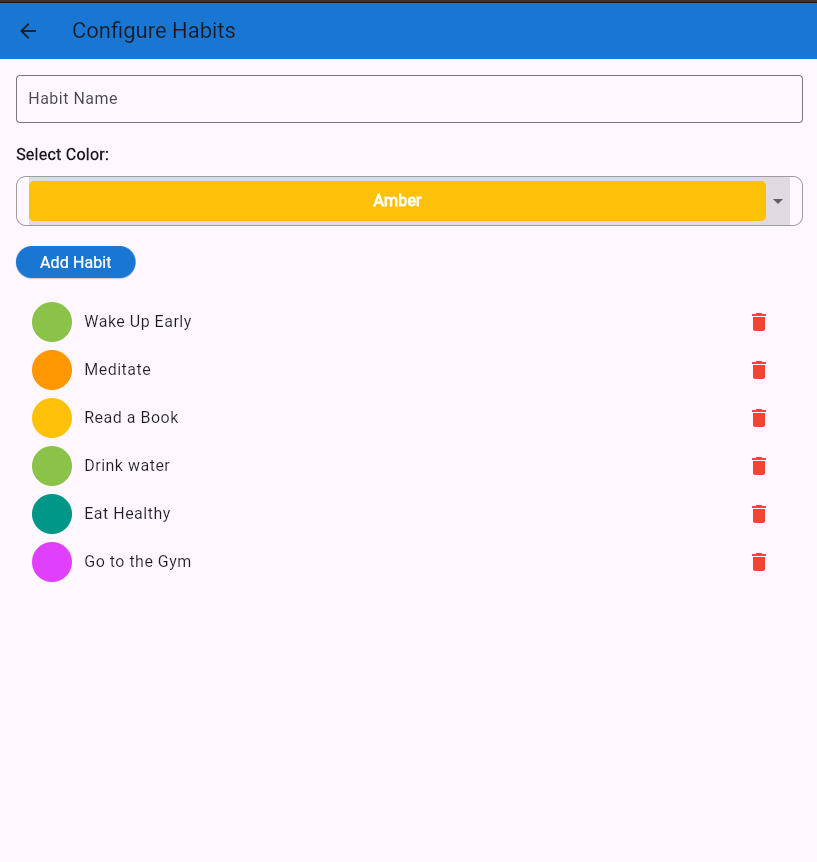 Configure Habits
Habit Name
Select Color:
Amber
Add Habit
Wake Up Early
Meditate
Read a Book
Drink water
Eat Healthy
Go to the Gym